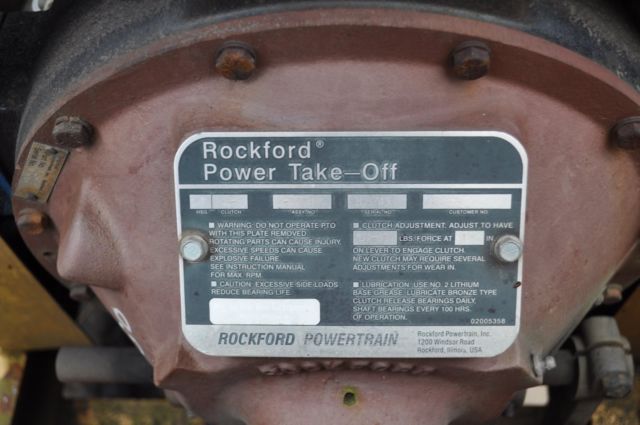 Rockford®
Power Take-Off
HSG. CLUTCH ASSY NO SERIAL NO CUSTOMER NO.
■ WARNING: DO NOT OPERATE PTO
WITH THIS PLATE REMOVED.
ROTATING PARTS CAN CAUSE INJURY.
EXCESSIVE SPEEDS CAN CAUSE
EXPLOSIVE FAILURE.
SEE INSTRUCTION MANUAL
FOR MAX. RPM.
■ CAUTION: EXCESSIVE SIDE-LOADS
REDUCE BEARING LIFE.
■ CLUTCH ADJUSTMENT: ADJUST TO HAVE
LBS/FORCE AT IN
ON LEVER TO ENGAGE CLUTCH.
NEW CLUTCH MAY REQUIRE SEVERAL
ADJUSTMENTS FOR WEAR IN.
■ LUBRICATION: USE NO. 2 LITHIUM
BASE GREASE. LUBRICATE BRONZE TYPE
CLUTCH RELEASE BEARINGS DAILY.
SHAFT BEARINGS EVERY 100 HRS.
OF OPERATION.
02005358
ROCKFORD POWERTRAIN
Rockford Powertrain, Inc.
1200 Windsor Road
Rockford, Illinois, USA